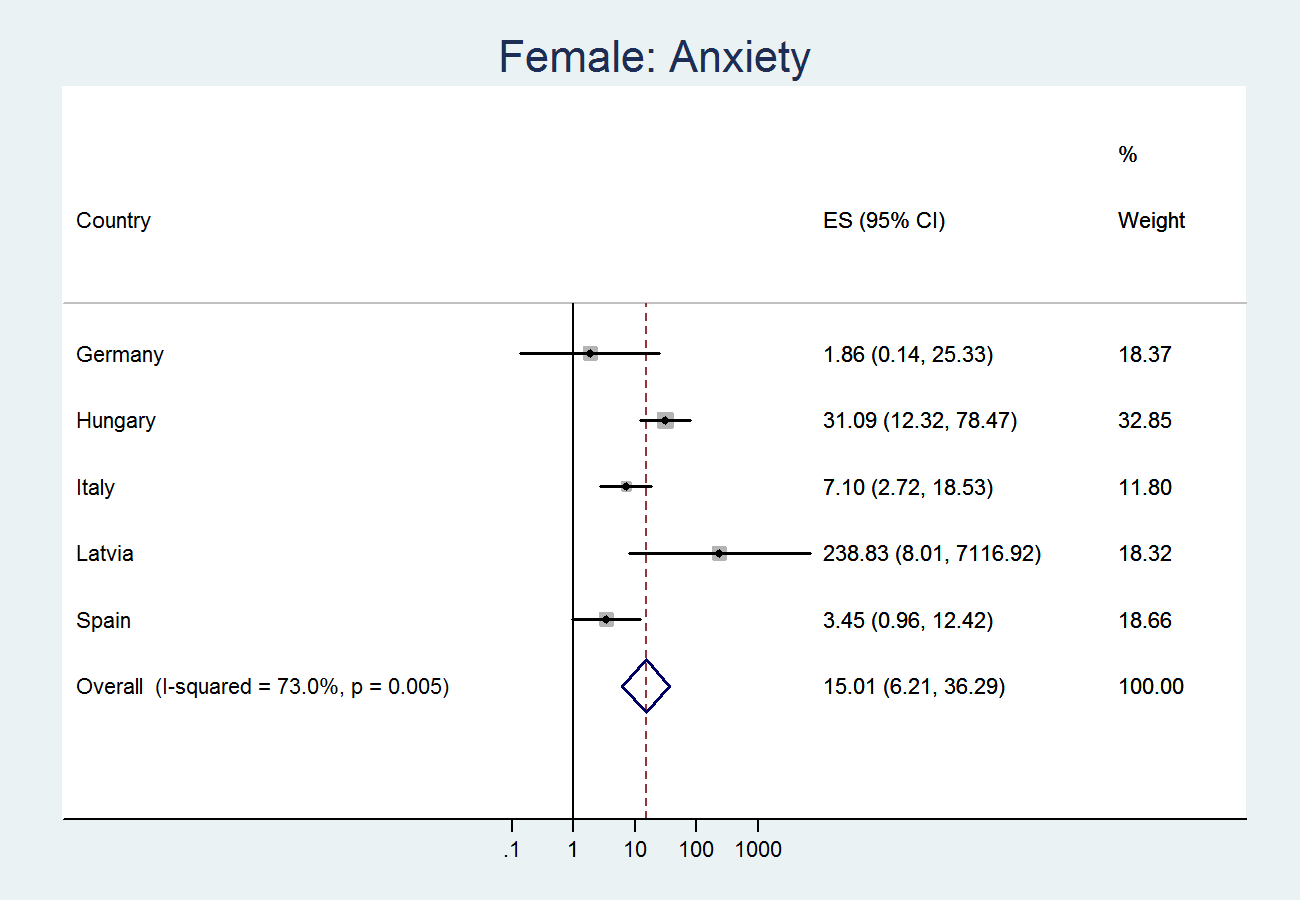 Female: Anxiety
%
Country ES (95% CI) Weight
Germany 1.86 (0.14, 25.33) 18.37
Hungary 31.09 (12.32, 78.47) 32.85
Italy 7.10 (2.72, 18.53) 11.80
Latvia 238.83 (8.01, 7116.92) 18.32
Spain 3.45 (0.96, 12.42) 18.66
Overall (I-squared = 73.0%, p = 0.005) 15.01 (6.21, 36.29) 100.00
.1 1 10 100 1000